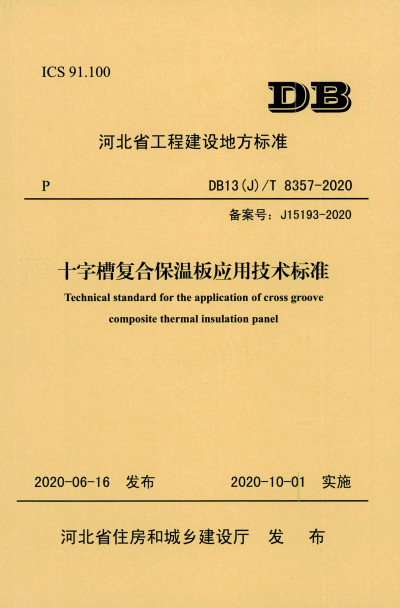 ICS 91.100
DB
河北省工程建设地方标准
P
DB13(J)/T 8357-2020
备案号：J15193-2020
十字槽复合保温板应用技术标准
Technical standard for the application of cross groove
composite thermal insulation panel
2020-06-16 发布
2020-10-01 实施
河北省住房和城乡建设厅 发 布